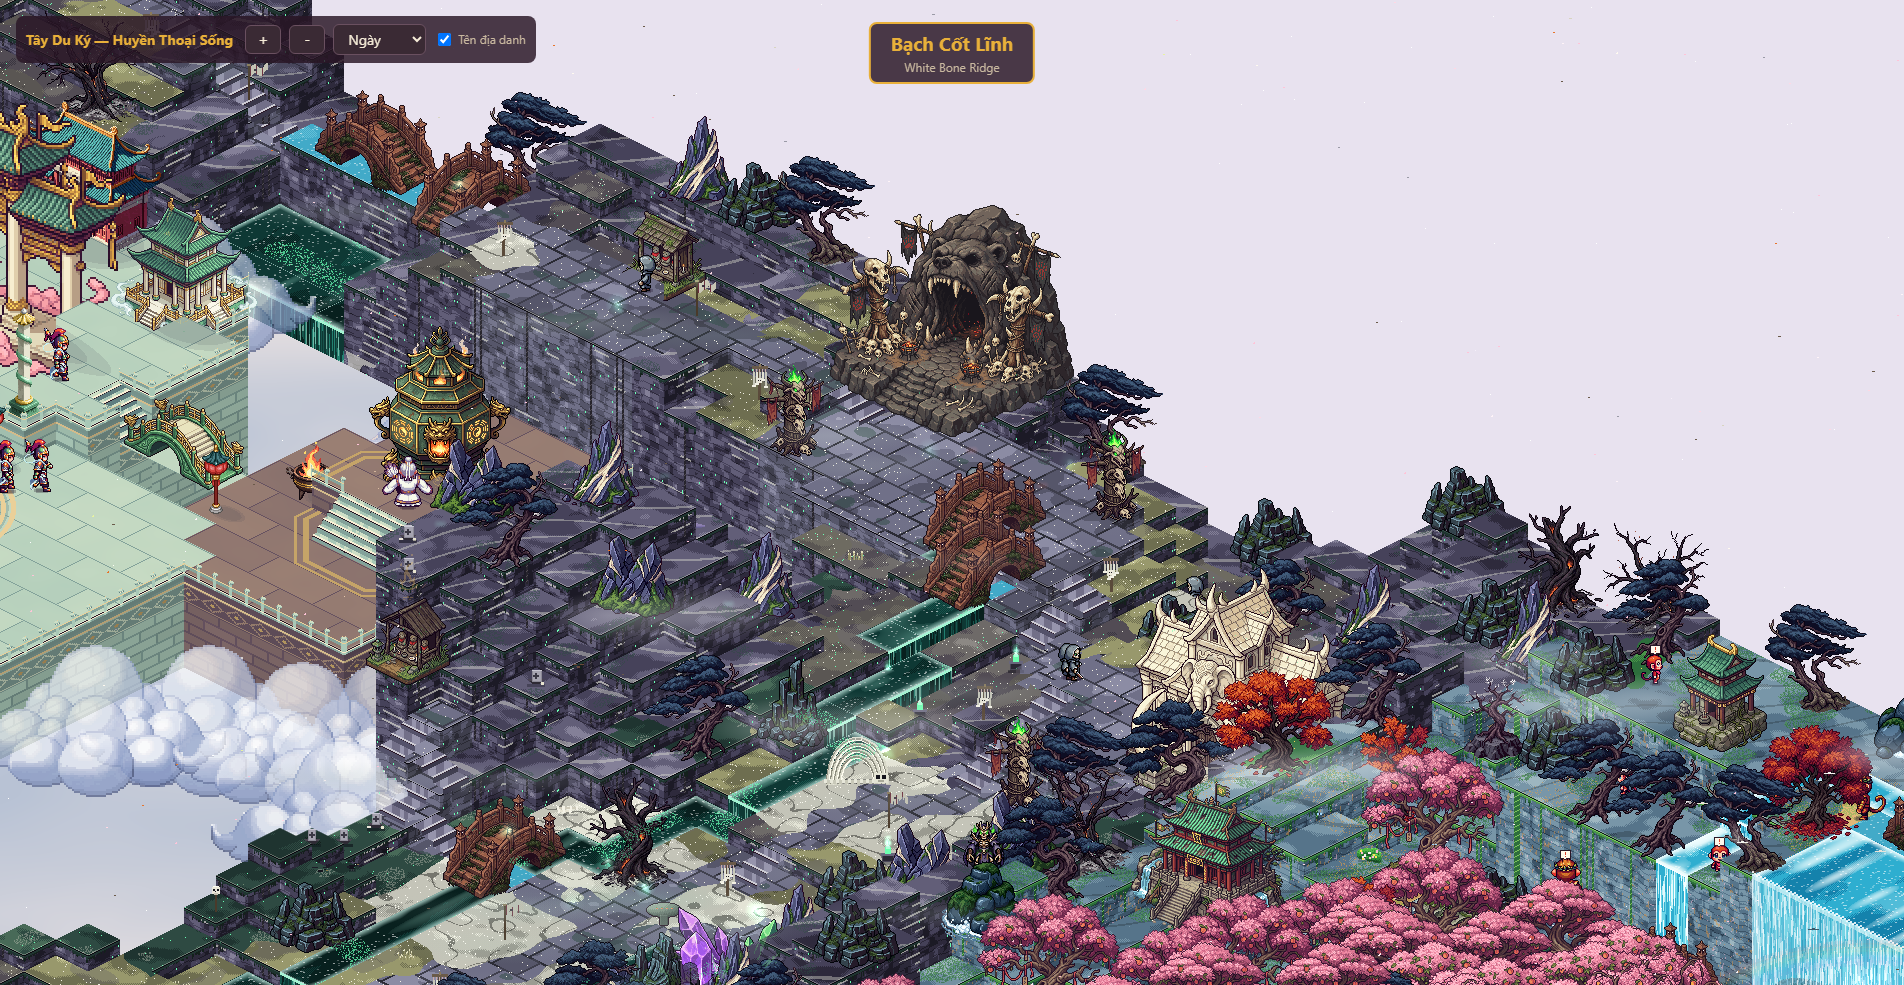 Tây Du Ký — Huyền Thoại Sống
+
-
Ngày
Tên địa danh
Bạch Cốt Lĩnh
White Bone Ridge